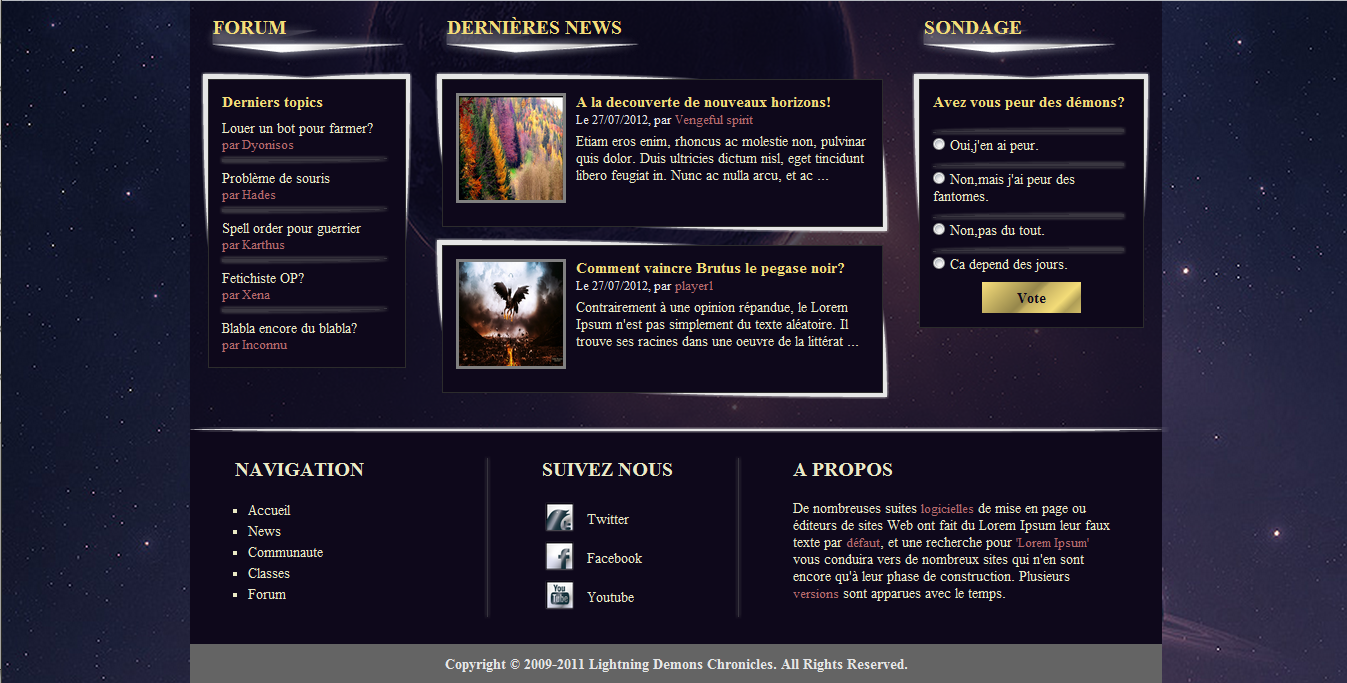 FORUM
Derniers topics
Louer un bot pour farmer?
par Dyonisos
Problème de souris
par Hades
Spell order pour guerrier
par Karthus
Fetichiste OP?
par Xena
Blabla encore du blabla?
par Inconnu
DERNIÈRES NEWS
A la decouverte de nouveaux horizons!
Le 27/07/2012, par Vengeful spirit
Etiam eros enim, rhoncus ac molestie non, pulvinar
quis dolor. Duis ultricies dictum nisl, eget tincidunt
libero feugiat in. Nunc ac nulla arcu, et ac ...
Comment vaincre Brutus le pegase noir?
Le 27/07/2012, par player1
Contrairement à une opinion répandue, le Lorem
Ipsum n'est pas simplement du texte aléatoire. Il
trouve ses racines dans une oeuvre de la littérat ...
SONDAGE
Avez vous peur des démons?
Oui,j'en ai peur.
Non,mais j'ai peur des
fantomes.
Non,pas du tout.
Ca depend des jours.
Vote
NAVIGATION
Accueil
News
Communaute
Classes
Forum
SUIVEZ NOUS
Twitter
Facebook
You
Tube
Youtube
A PROPOS
De nombreuses suites logicielles de mise en page ou
éditeurs de sites Web ont fait du Lorem Ipsum leur faux
texte par défaut, et une recherche pour 'Lorem Ipsum'
vous conduira vers de nombreux sites qui n'en sont
encore qu'à leur phase de construction. Plusieurs
versions sont apparues avec le temps.
Copyright © 2009-2011 Lightning Demons Chronicles. All Rights Reserved.